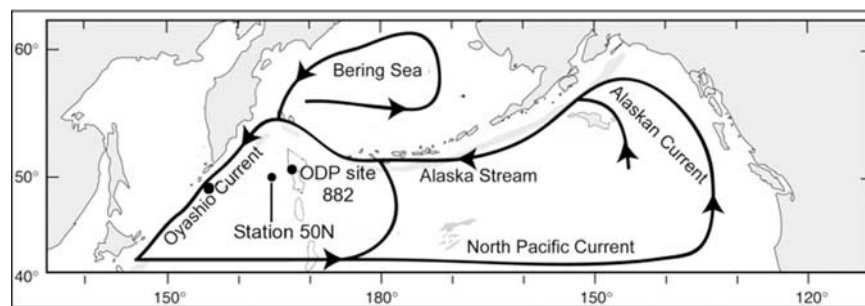 60°
Bering Sea
Alaskan Current
50°
Oyashio Current
ODP site
882
Alaska Stream
Station 50N
North Pacific Current
40°
150°
180°
150°
120°